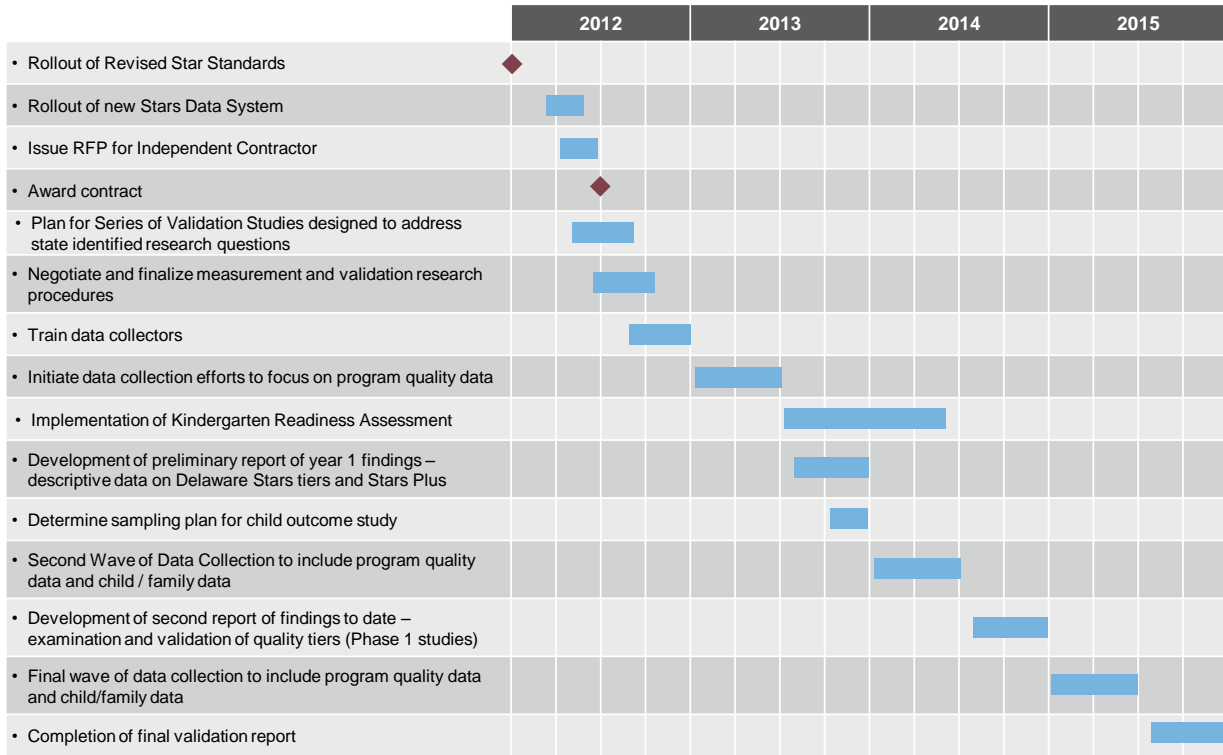 2012 2013 2014 2015
• Rollout of Revised Star Standards
• Rollout of new Stars Data System
• Issue RFP for Independent Contractor
• Award contract
• Plan for Series of Validation Studies designed to address
state identified research questions
• Negotiate and finalize measurement and validation research
procedures
• Train data collectors
• Initiate data collection efforts to focus on program quality data
• Implementation of Kindergarten Readiness Assessment
• Development of preliminary report of year 1 findings –
descriptive data on Delaware Stars tiers and Stars Plus
• Determine sampling plan for child outcome study
• Second Wave of Data Collection to include program quality
data and child / family data
• Development of second report of findings to date –
examination and validation of quality tiers (Phase 1 studies)
• Final wave of data collection to include program quality data
and child/family data
• Completion of final validation report